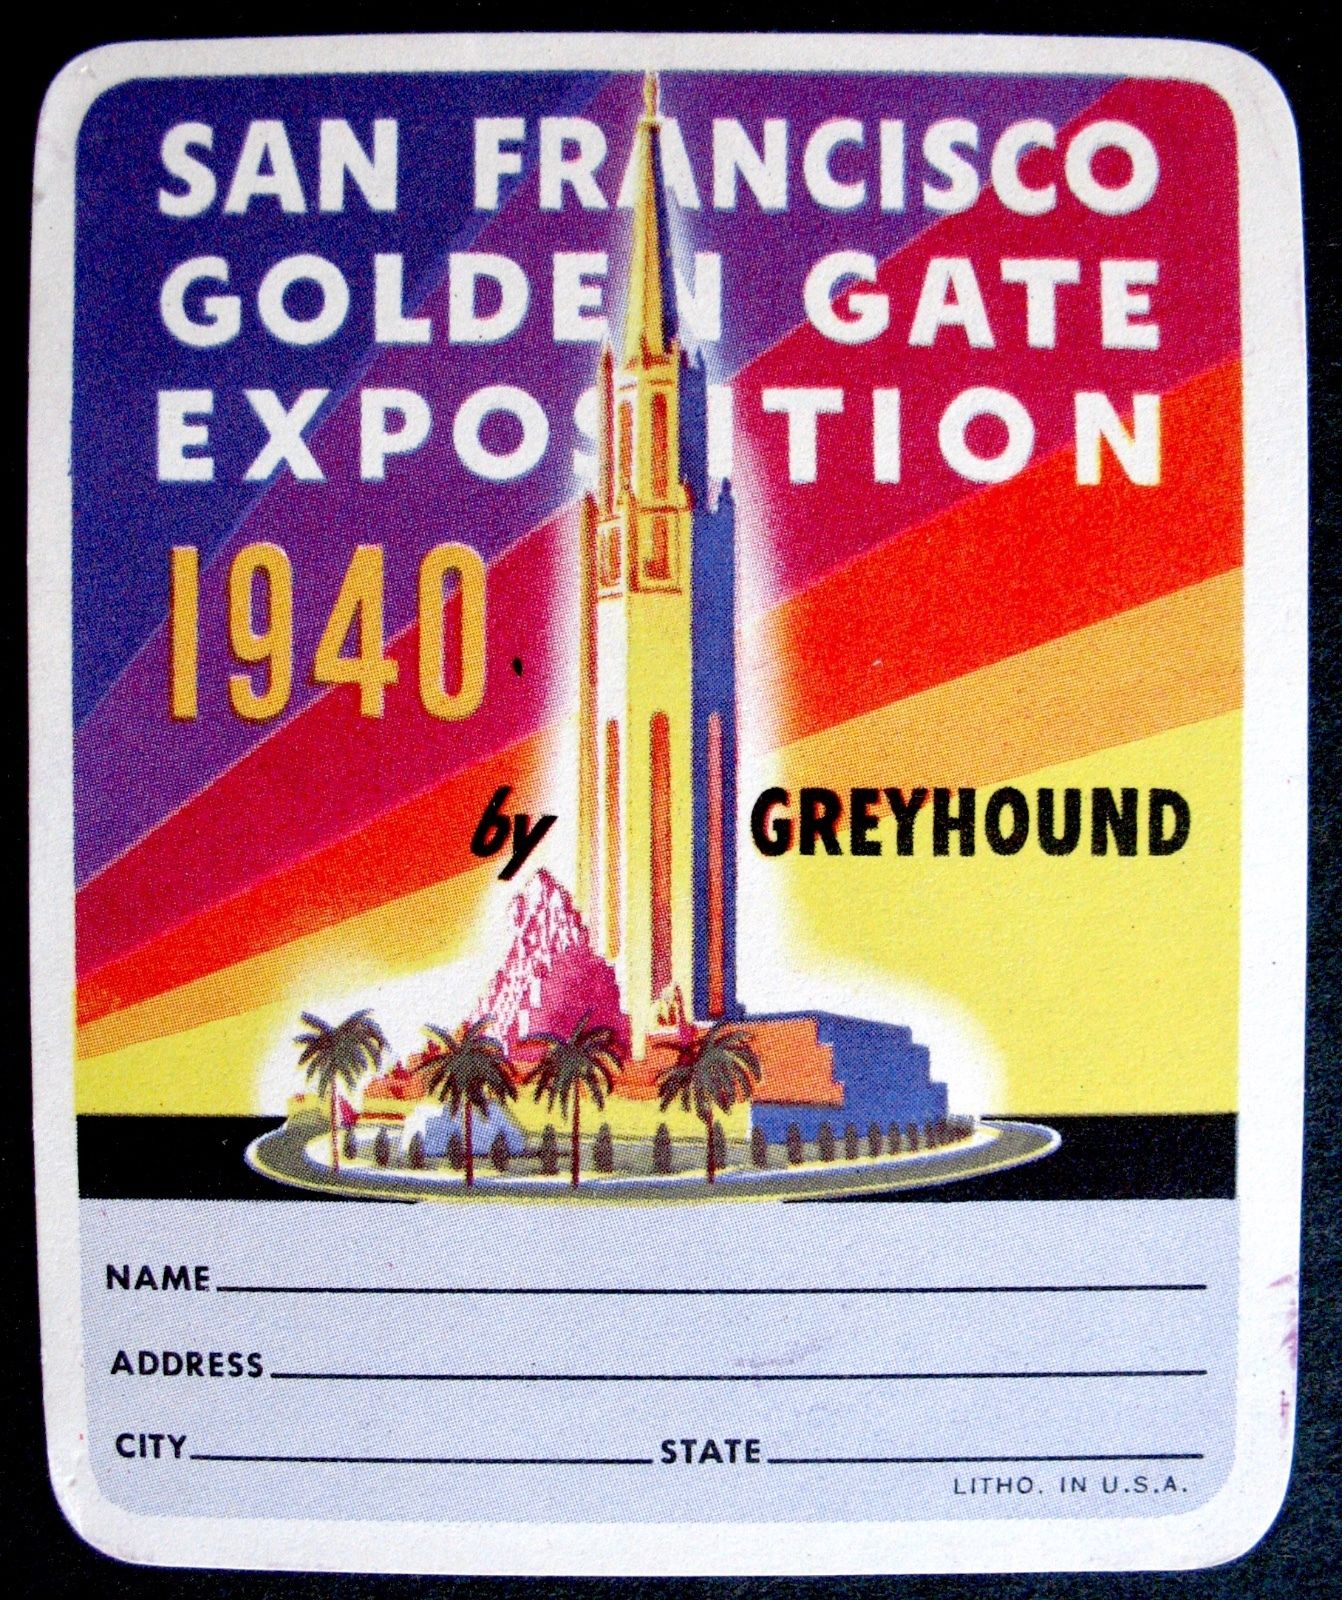 SAN FRANCISCO
GOLDEN GATE
EXPOSITION
1940
by GREYHOUND
NAME
ADDRESS
CITY STATE
LITHO. IN U.S.A.